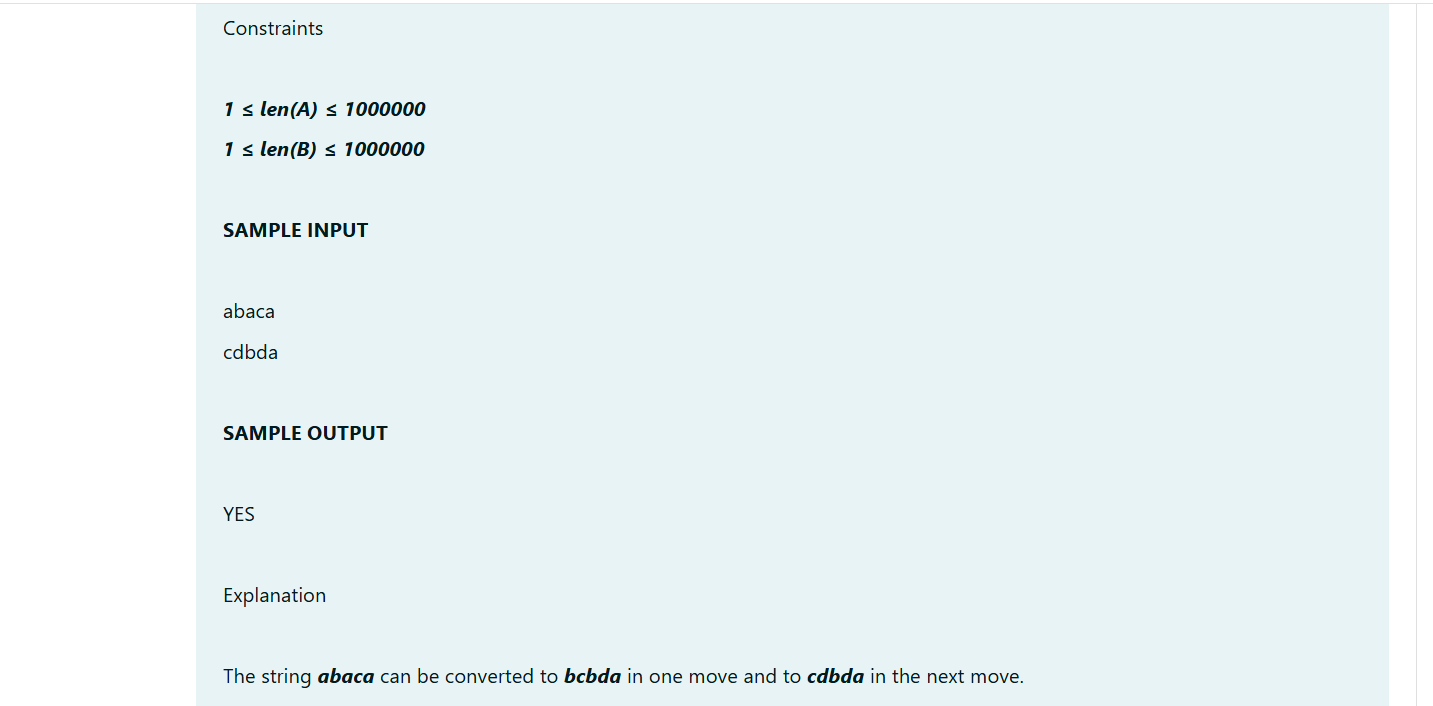 Constraints
1 ≤ len(A) ≤ 1000000
1 ≤ len(B) ≤ 1000000
SAMPLE INPUT
abaca
cdbda
SAMPLE OUTPUT
YES
Explanation
The string abaca can be converted to bcbda in one move and to cdbda in the next move.